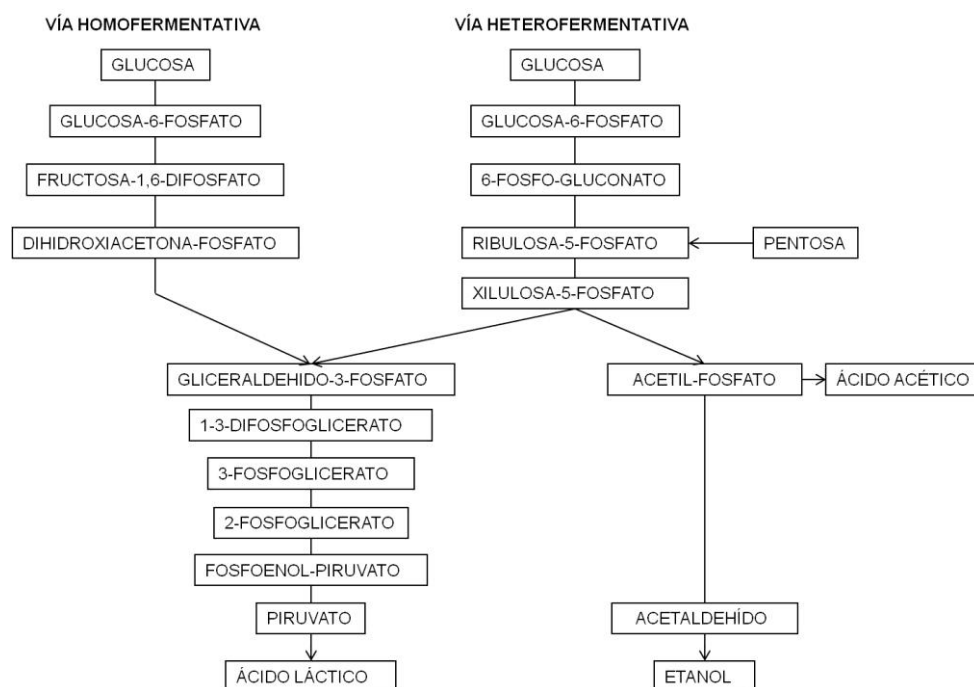 VÍA HOMOFERMENTATIVA
GLUCOSA
GLUCOSA-6-FOSFATO
FRUCTOSA-1,6-DIFOSFATO
DIHIDROXIACETONA-FOSFATO
VÍA HETEROFERMENTATIVA
GLUCOSA
GLUCOSA-6-FOSFATO
6-FOSFO-GLUCONATO
RIBULOSA-5-FOSFATO
PENTOSA
XILULOSA-5-FOSFATO
GLICERALDEHIDO-3-FOSFATO
1-3-DIFOSFOGLICERATO
3-FOSFOGLICERATO
2-FOSFOGLICERATO
FOSFOENOL-PIRUVATO
PIRUVATO
ÁCIDO LÁCTICO
ACETIL-FOSFATO
ÁCIDO ACÉTICO
ACETALDEHÍDO
ETANOL